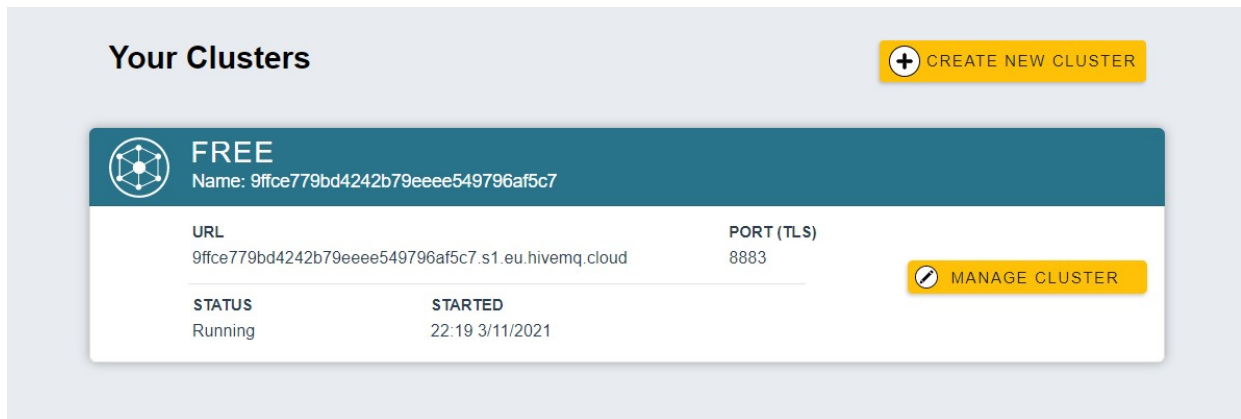 Your Clusters
CREATE NEW CLUSTER
FREE
Name: 9ffce779bd4242b79eeee549796af5c7
URL
PORT (TLS)
9ffce779bd4242b79eeee549796af5c7.s1.eu.hivemq.cloud
8883
MANAGE CLUSTER
STATUS
STARTED
Running
22:19 3/11/2021